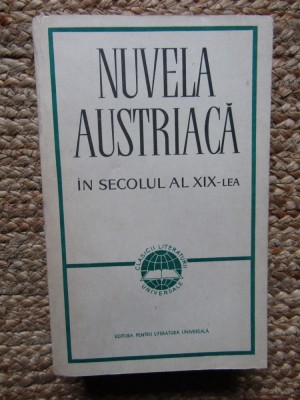 NUVELA
AUSTRIACĂ
ÎN SECOLUL AL XIX-LEA
CLASICII LITERATURII
UNIVERSALE
EDITURA PENTRU LITERATURA UNIVERSALĂ